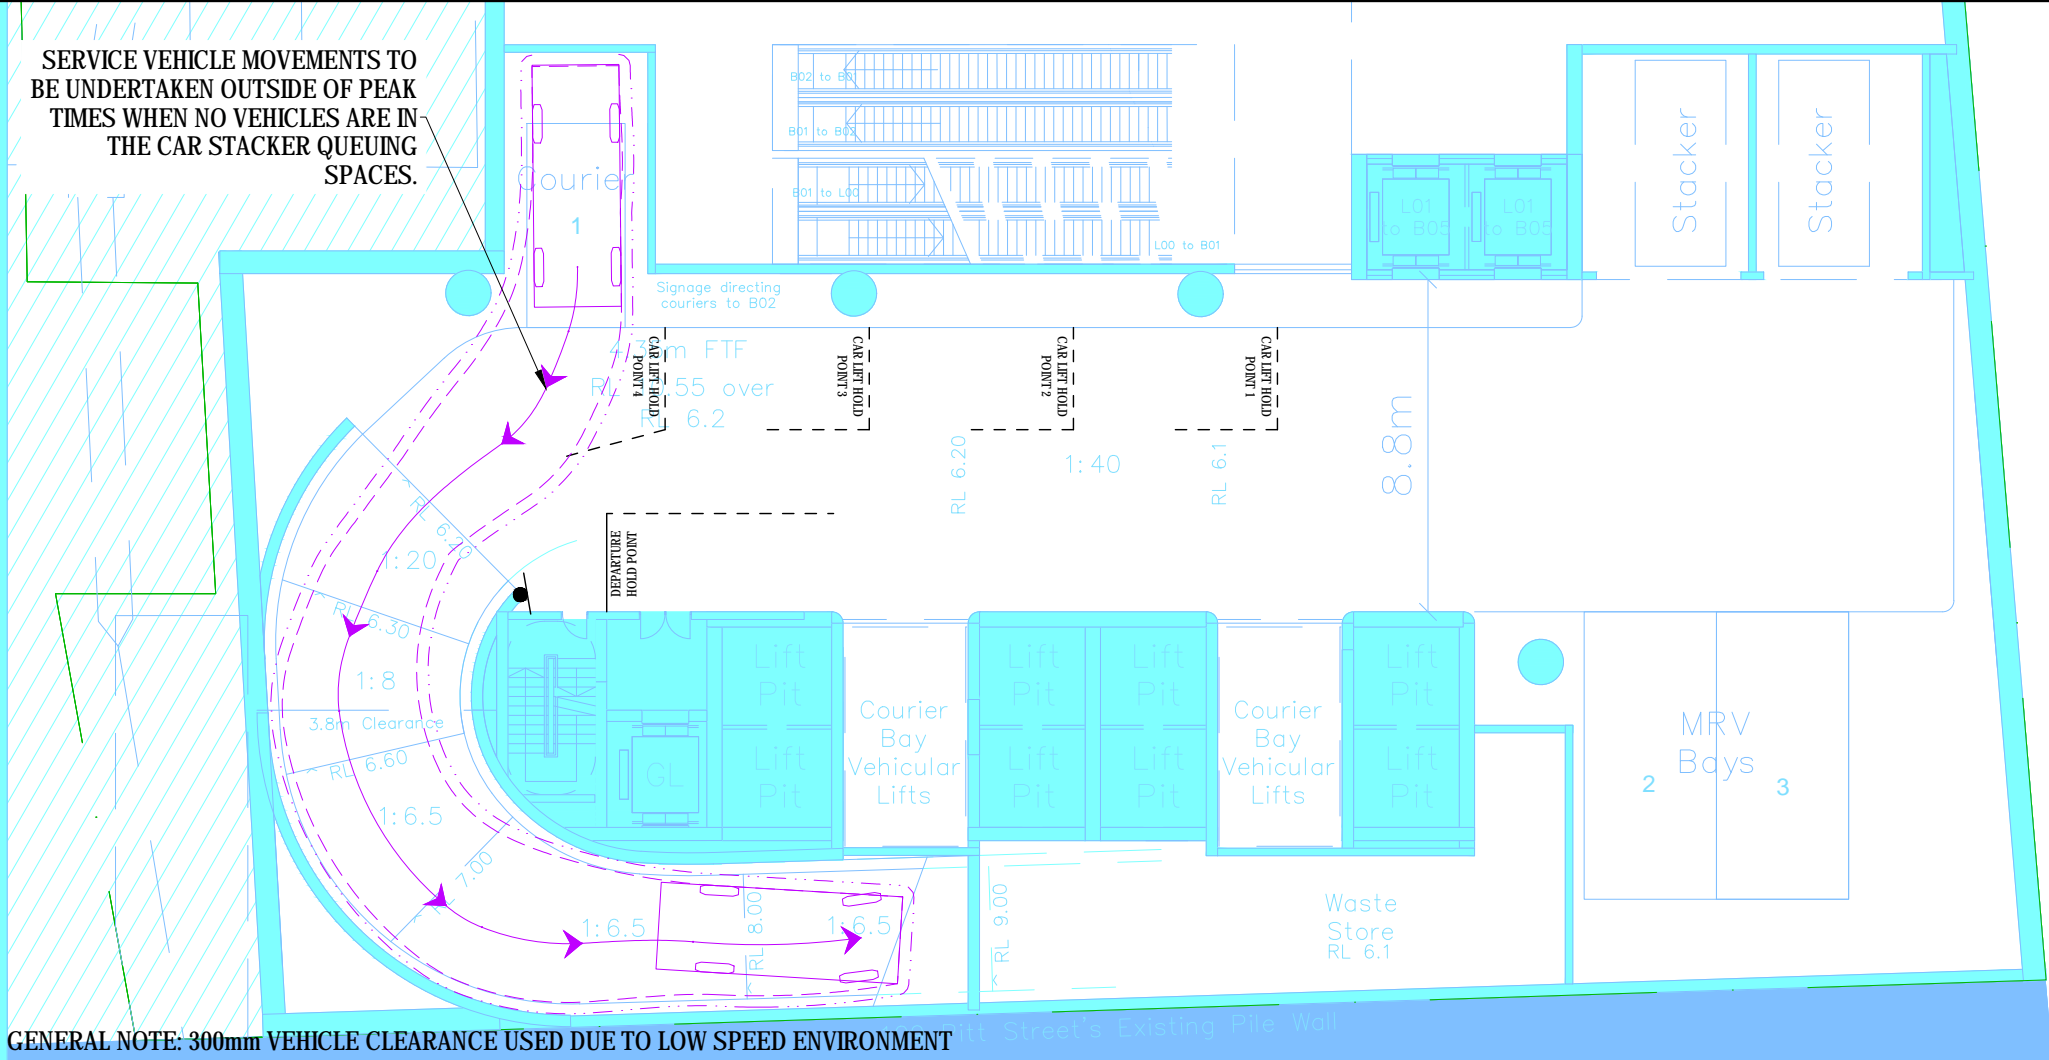 SERVICE VEHICLE MOVEMENTS TO
BE UNDERTAKEN OUTSIDE OF PEAK
TIMES WHEN NO VEHICLES ARE IN
THE CAR STACKER QUEUING
SPACES.
Courier
1
B02 to B01
B01 to B02
B01 to L00
L00 to B01
L01
to B05
L01
to B05
Stacker
Stacker
Signage directing
couriers to B02
FTF
RL .55 over
RL 6.2
CAR LIFT HOLD
POINT 4
CAR LIFT HOLD
POINT 3
CAR LIFT HOLD
POINT 2
CAR LIFT HOLD
POINT 1
RL 6.20
1:40
RL 6.1
8.8m
DEPARTURE
HOLD POINT
RL 6.20
1:20
RL 6.30
1:8
3.8m Clearance
RL 6.60
1:6.5
RL 7.00
1:6.5
RL 8.00
1:6.5
RL 9.00
GL
Lift
Pit
Lift
Pit
Courier
Bay
Vehicular
Lifts
Lift
Pit
Lift
Pit
Lift
Pit
Lift
Pit
Courier
Bay
Vehicular
Lifts
Lift
Pit
Lift
Pit
MRV
Bays
2
3
Waste
Store
RL 6.1
Pitt Street's Existing Pile Wall
GENERAL NOTE: 300mm VEHICLE CLEARANCE USED DUE TO LOW SPEED ENVIRONMENT